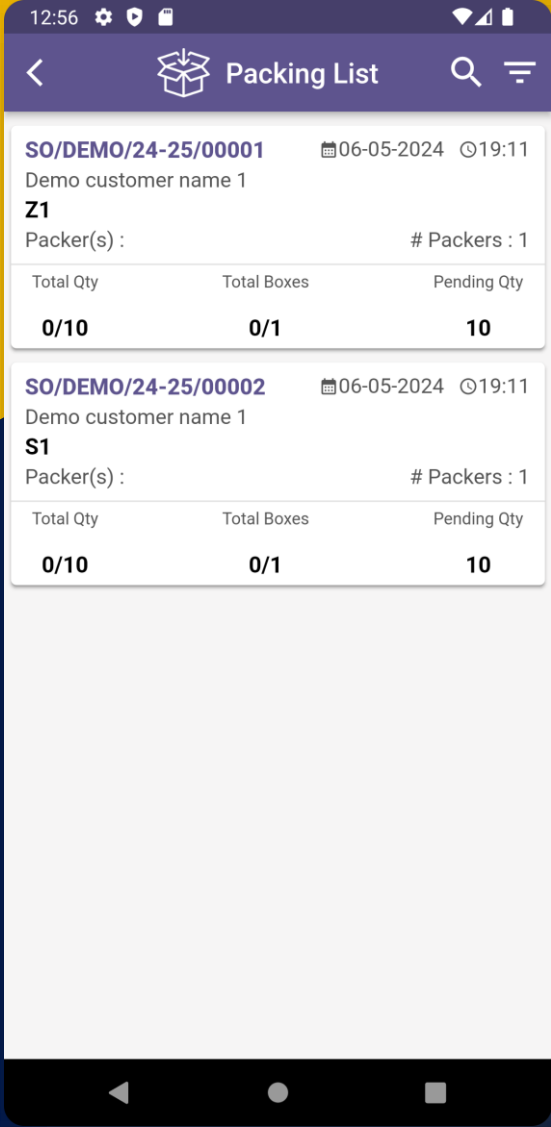 12:56
Packing List
SO/DEMO/24-25/00001 06-05-2024 19:11
Demo customer name 1
Z1
Packer(s) : # Packers : 1
Total Qty Total Boxes Pending Qty
0/10 0/1 10
SO/DEMO/24-25/00002 06-05-2024 19:11
Demo customer name 1
S1
Packer(s) : # Packers : 1
Total Qty Total Boxes Pending Qty
0/10 0/1 10